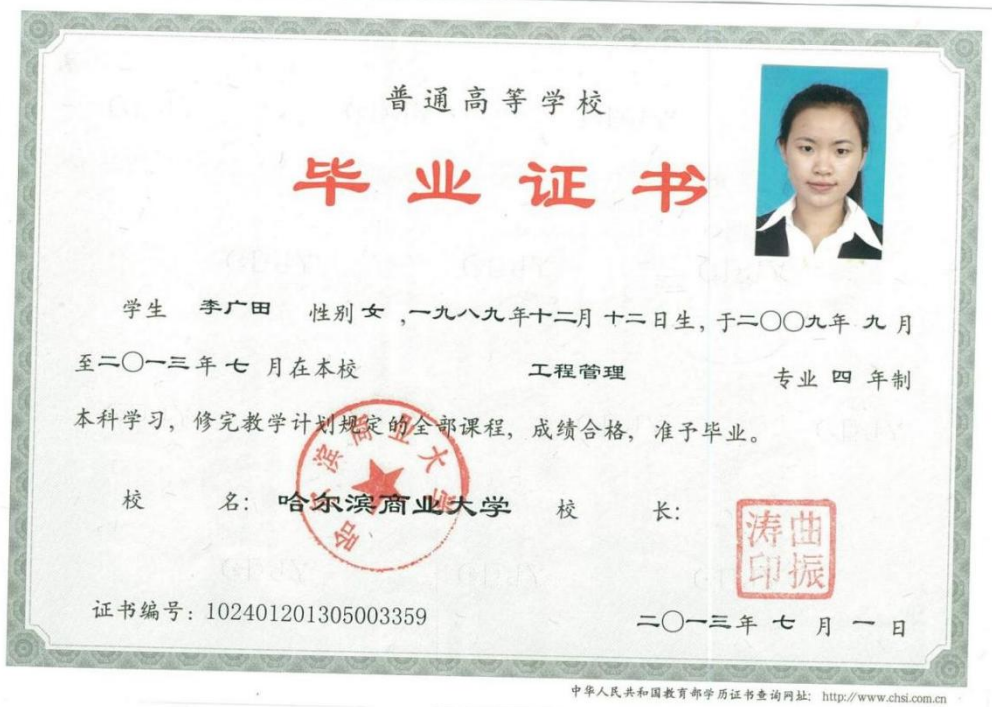 普通高等学校
毕业证书
学生 李广田 性别 女 ,一九八九年十二月 十二日生，于二〇〇九年 九月
至二〇一三年 七 月在本校 工程管理 专业 四 年制
本科学习，修完教学计划规定的全部课程，成绩合格，准予毕业。
校 名：哈尔滨商业大学 校 长：
哈尔滨商业大学
曲振涛印
证书编号：102401201305003359
二〇一三年 七 月 一 日
中华人民共和国教育部学历证书查询网址：http://www.chsi.com.cn